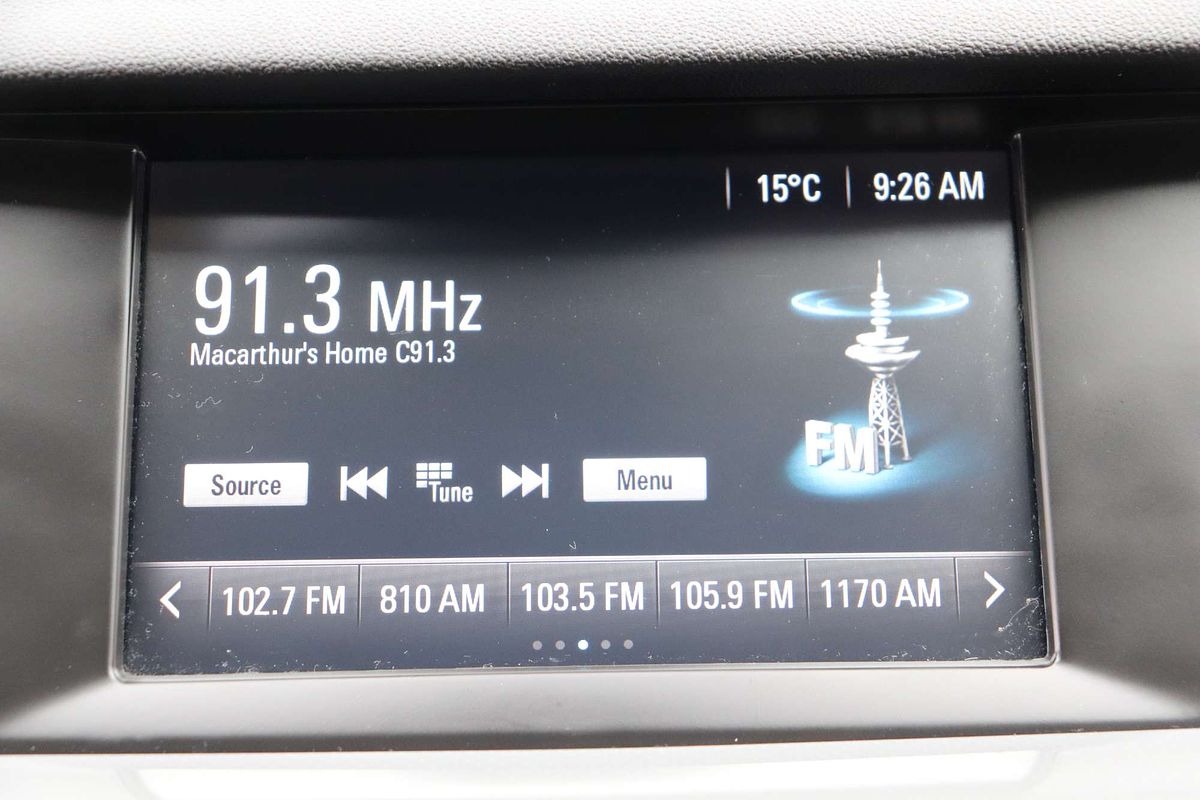 15°C 9:26 AM
91.3 MHz
Macarthur's Home C91.3
FM
Source Tune Menu
102.7 FM 810 AM 103.5 FM 105.9 FM 1170 AM